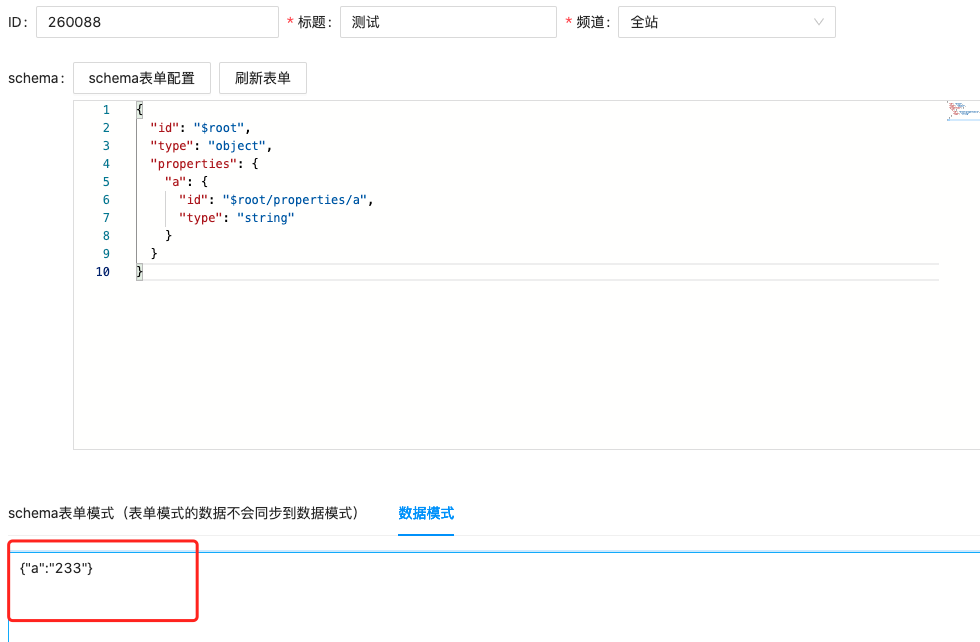 ID： 260088 * 标题： 测试 * 频道： 全站
schema： schema表单配置 刷新表单
1 {
2 "id": "$root",
3 "type": "object",
4 "properties": {
5 "a": {
6 "id": "$root/properties/a",
7 "type": "string"
8 }
9 }
10 }
schema表单模式（表单模式的数据不会同步到数据模式） 数据模式
{"a":"233"}